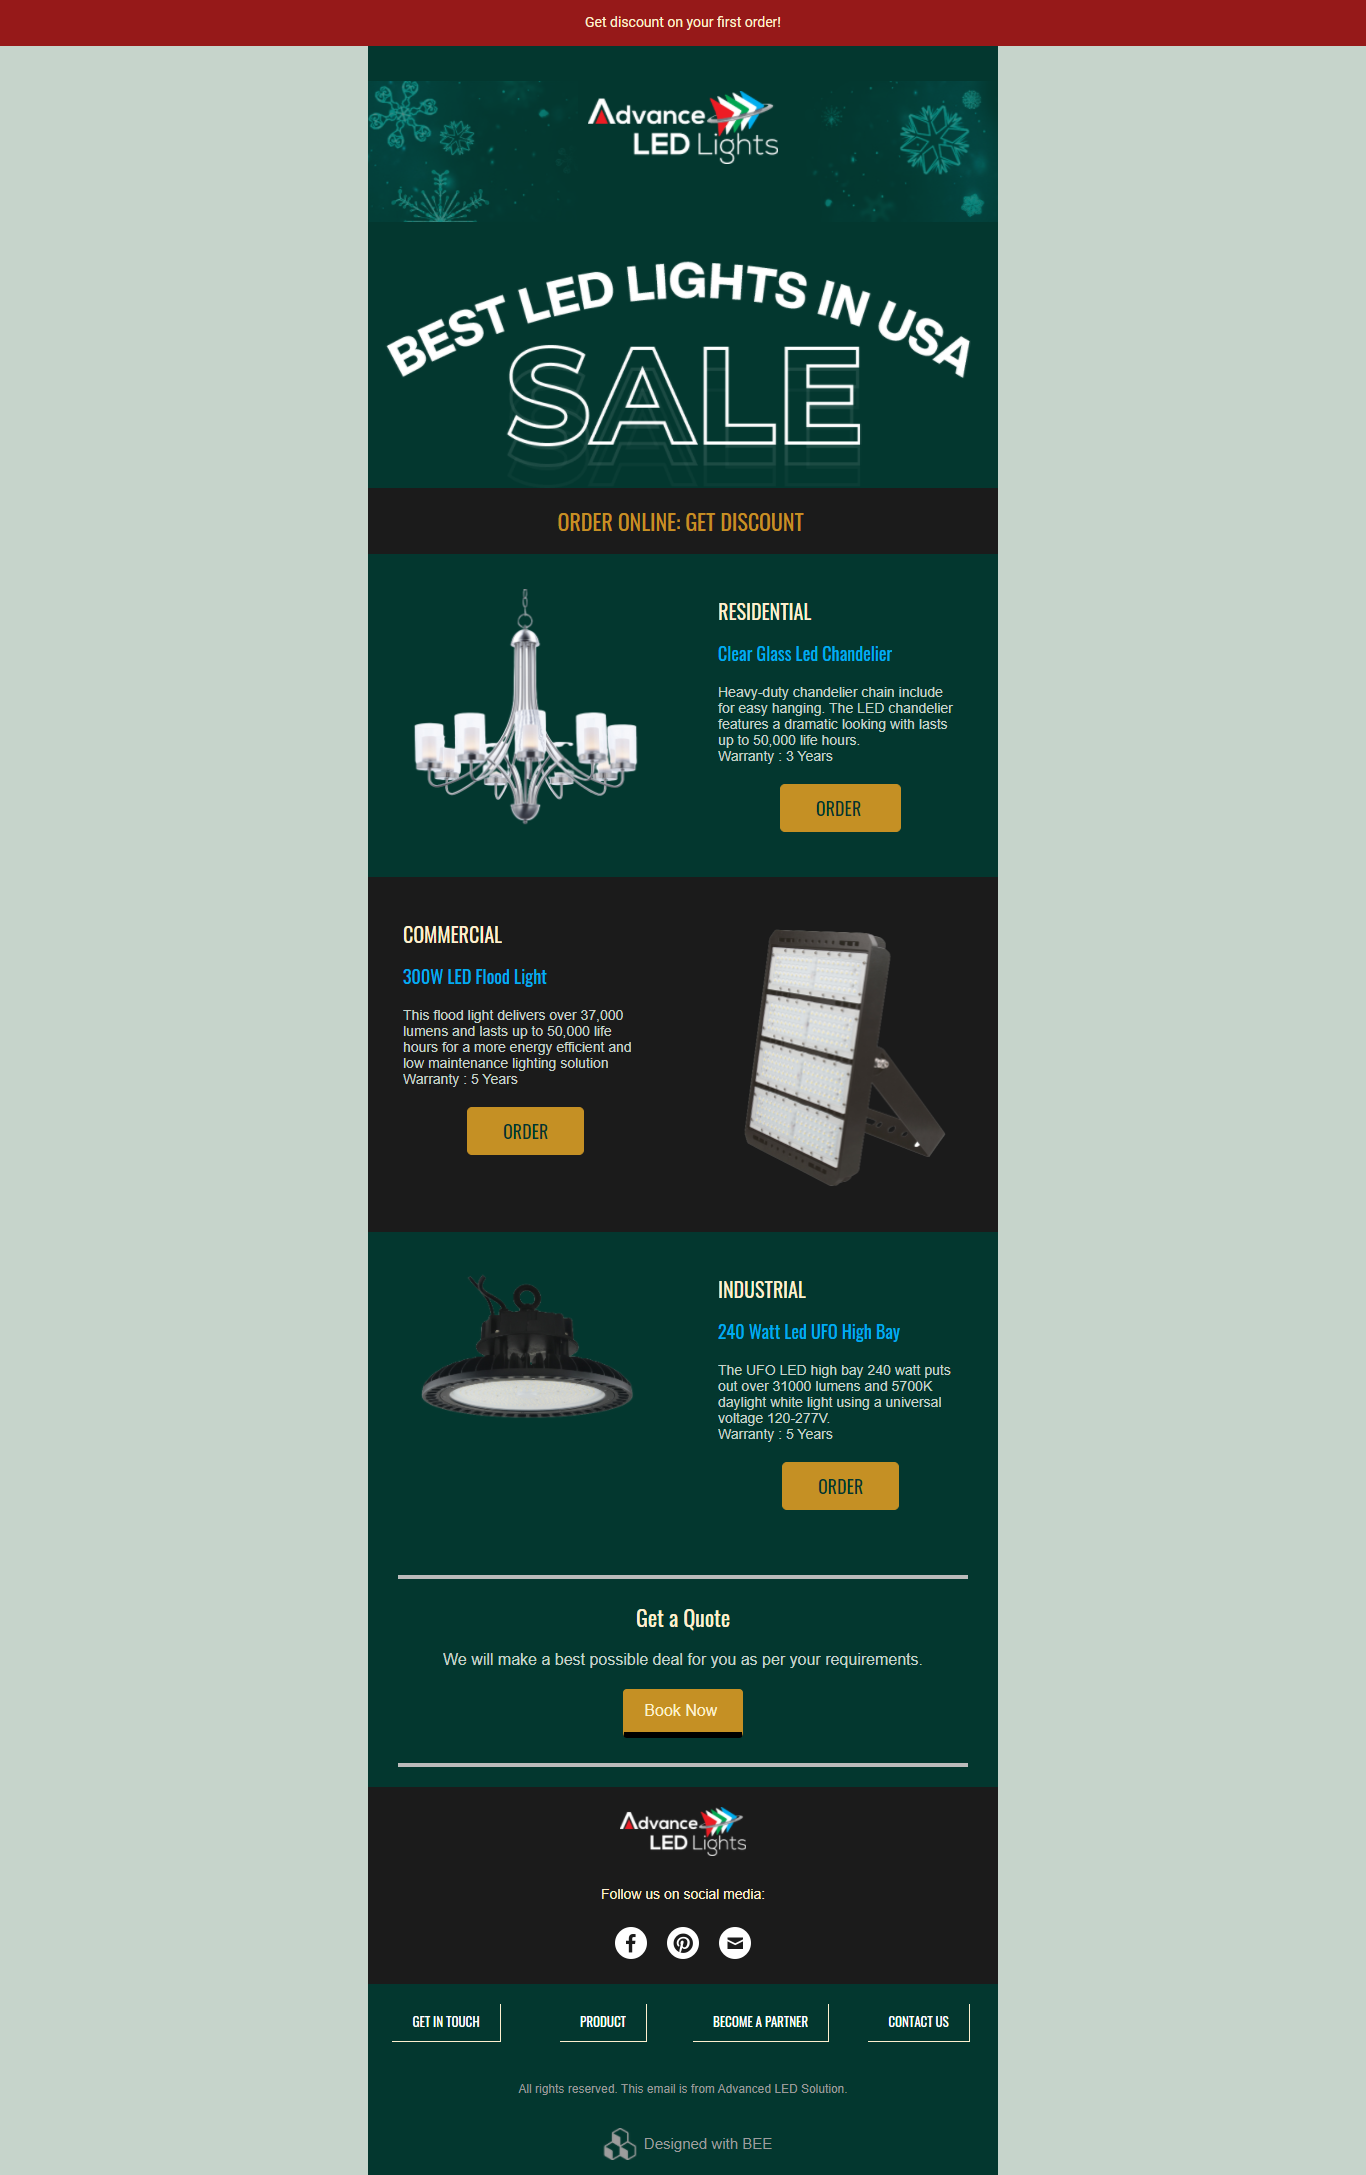 Get discount on your first order!
Advance
LED Lights
BEST LED LIGHTS IN USA
SALE
ORDER ONLINE: GET DISCOUNT
RESIDENTIAL
Clear Glass Led Chandelier
Heavy-duty chandelier chain include
for easy hanging. The LED chandelier
features a dramatic looking with lasts
up to 50,000 life hours.
Warranty : 3 Years
ORDER
COMMERCIAL
300W LED Flood Light
This flood light delivers over 37,000
lumens and lasts up to 50,000 life
hours for a more energy efficient and
low maintenance lighting solution
Warranty : 5 Years
ORDER
INDUSTRIAL
240 Watt Led UFO High Bay
The UFO LED high bay 240 watt puts
out over 31000 lumens and 5700K
daylight white light using a universal
voltage 120-277V.
Warranty : 5 Years
ORDER
Get a Quote
We will make a best possible deal for you as per your requirements.
Book Now
Advance
LED Lights
Follow us on social media:
GET IN TOUCH
PRODUCT
BECOME A PARTNER
CONTACT US
All rights reserved. This email is from Advanced LED Solution.
Designed with BEE